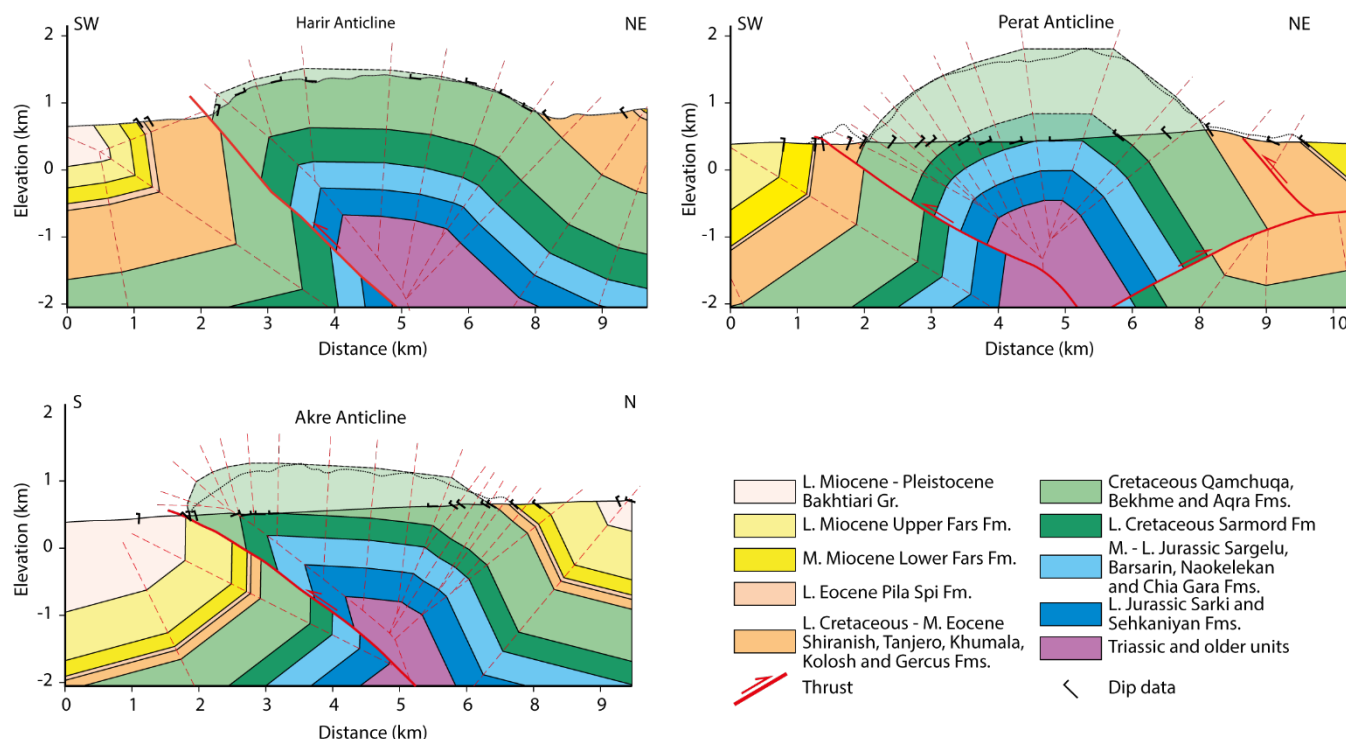 SW
Harir Anticline
NE
2
1
0
-1
-2
Elevation (km)
0 1 2 3 4 5 6 7 8 9
Distance (km)
SW
Perat Anticline
NE
2
1
0
-1
-2
Elevation (km)
0 1 2 3 4 5 6 7 8 9 10
Distance (km)
S
Akre Anticline
N
2
1
0
-1
-2
Elevation (km)
0 1 2 3 4 5 6 7 8 9
Distance (km)
L. Miocene - Pleistocene
Bakhtiari Gr.
L. Miocene Upper Fars Fm.
M. Miocene Lower Fars Fm.
L. Eocene Pila Spi Fm.
L. Cretaceous - M. Eocene
Shiranish, Tanjero, Khumala,
Kolosh and Gercus Fms.
Thrust
Cretaceous Qamchuqa,
Bekhme and Aqra Fms.
L. Cretaceous Sarmord Fm
M. - L. Jurassic Sargelu,
Barsarin, Naokelekan
and Chia Gara Fms.
L. Jurassic Sarki and
Sehkaniyan Fms.
Triassic and older units
Dip data